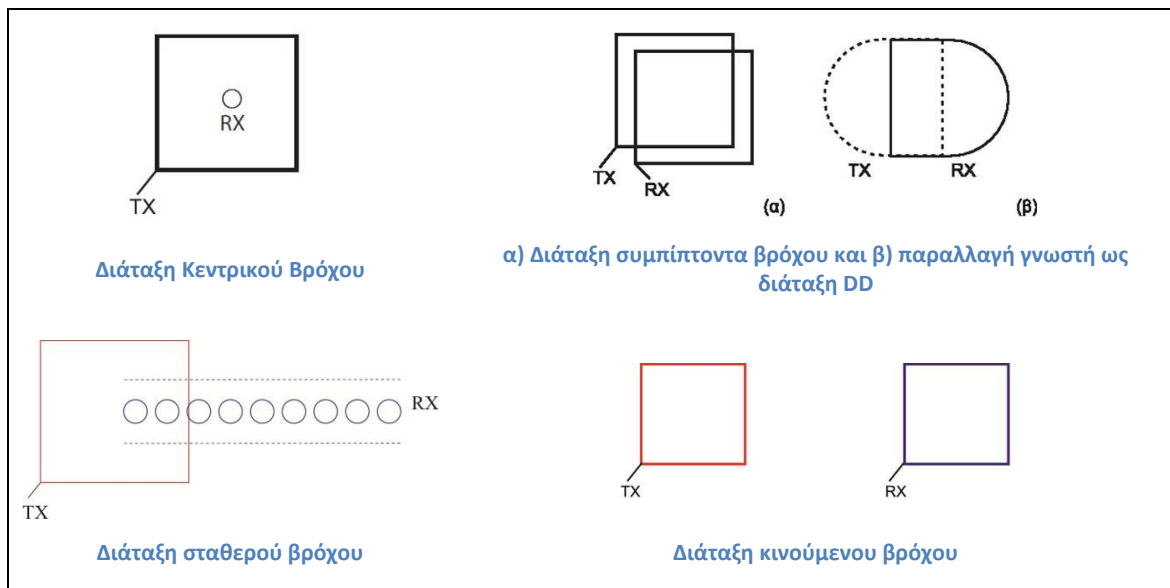 RX
TX
Διάταξη Κεντρικού Βρόχου
TX
RX
(α)
TX
RX
(β)
α) Διάταξη συμπίπτοντα βρόχου και β) παραλλαγή γνωστή ως
διάταξη DD
RX
TX
Διάταξη σταθερού βρόχου
TX
RX
Διάταξη κινούμενου βρόχου